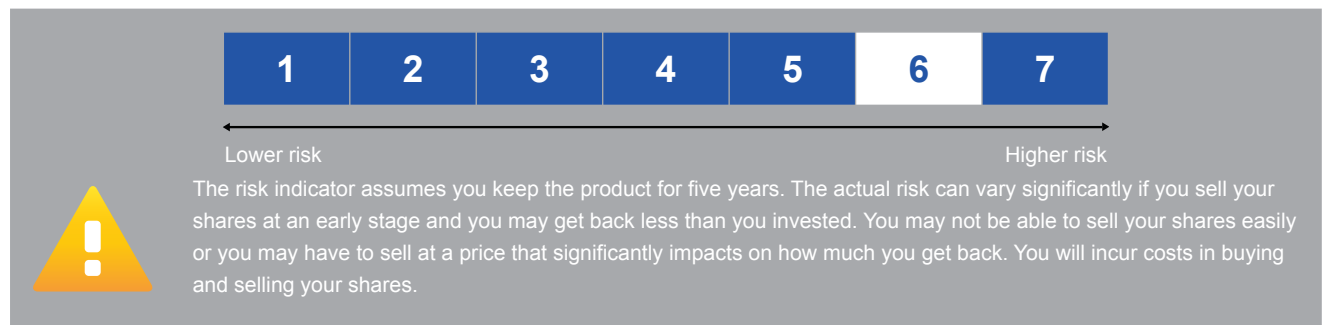 1 2 3 4 5 6 7
Lower risk Higher risk
The risk indicator assumes you keep the product for five years. The actual risk can vary significantly if you sell your
shares at an early stage and you may get back less than you invested. You may not be able to sell your shares easily
or you may have to sell at a price that significantly impacts on how much you get back. You will incur costs in buying
and selling your shares.